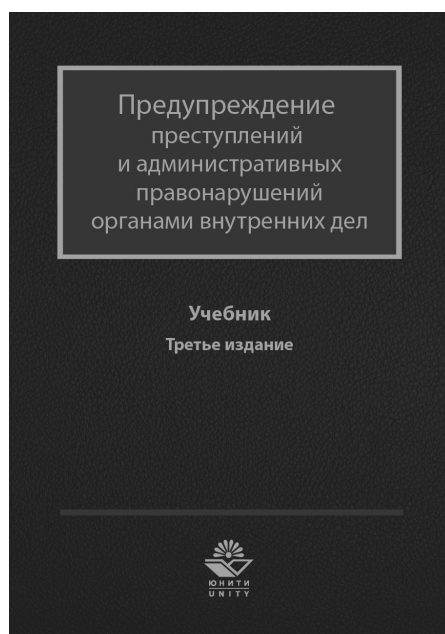 Предупреждение
преступлений
и административных
правонарушений
органами внутренних дел
Учебник
Третье издание
ЮНИТИ
UNITY